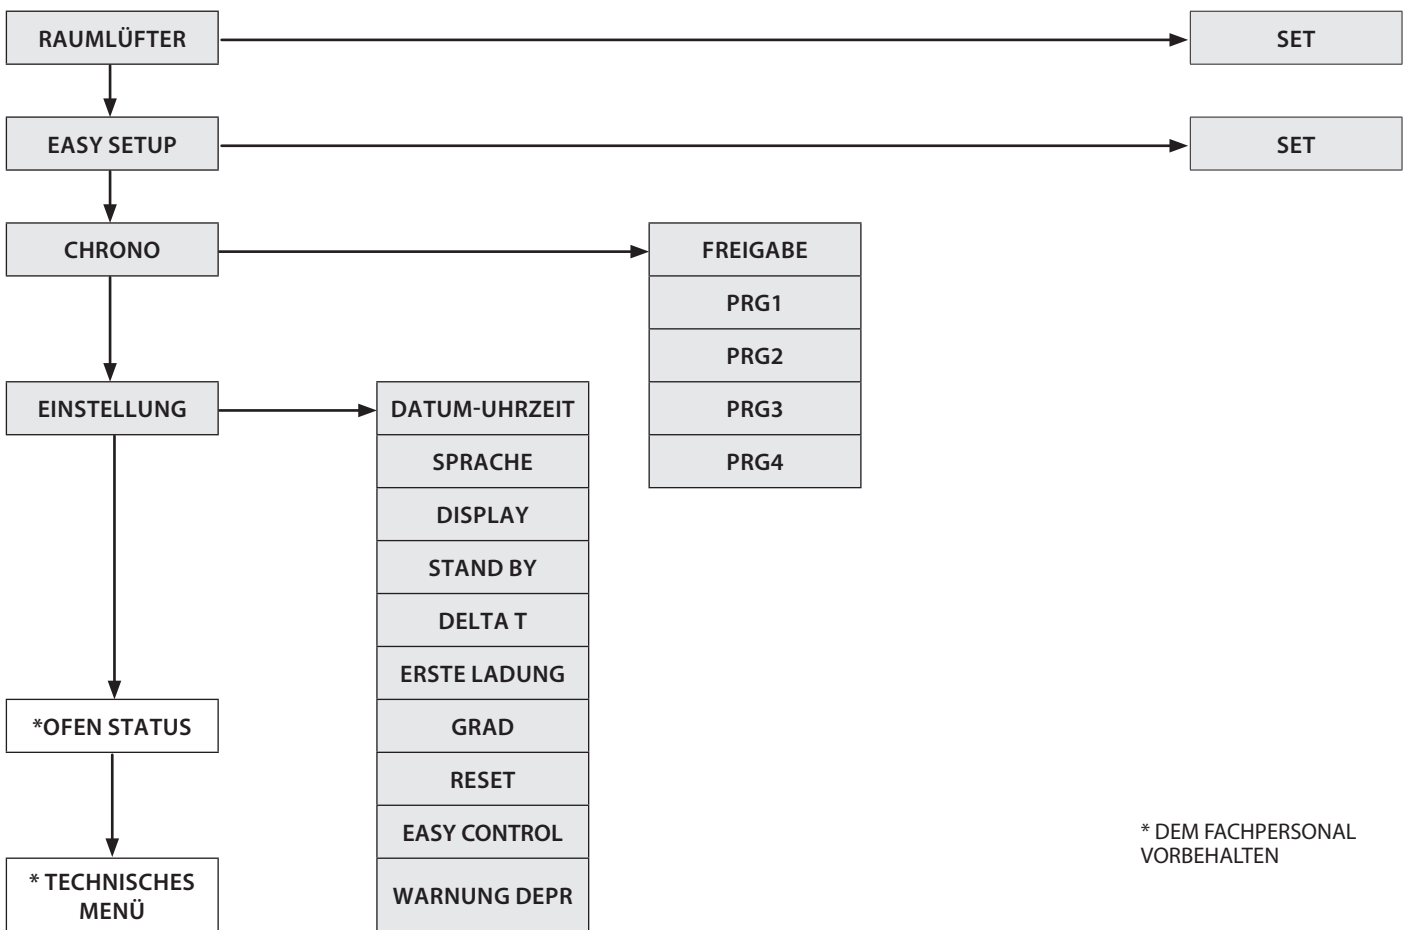 RAUMLÜFTER
SET
EASY SETUP
SET
CHRONO
FREIGABE
PRG1
PRG2
EINSTELLUNG
DATUM-UHRZEIT
PRG3
SPRACHE
PRG4
DISPLAY
STAND BY
DELTA T
ERSTE LADUNG
*OFEN STATUS
GRAD
RESET
EASY CONTROL
* DEM FACHPERSONAL
VORBEHALTEN
* TECHNISCHES
MENÜ
WARNUNG DEPR